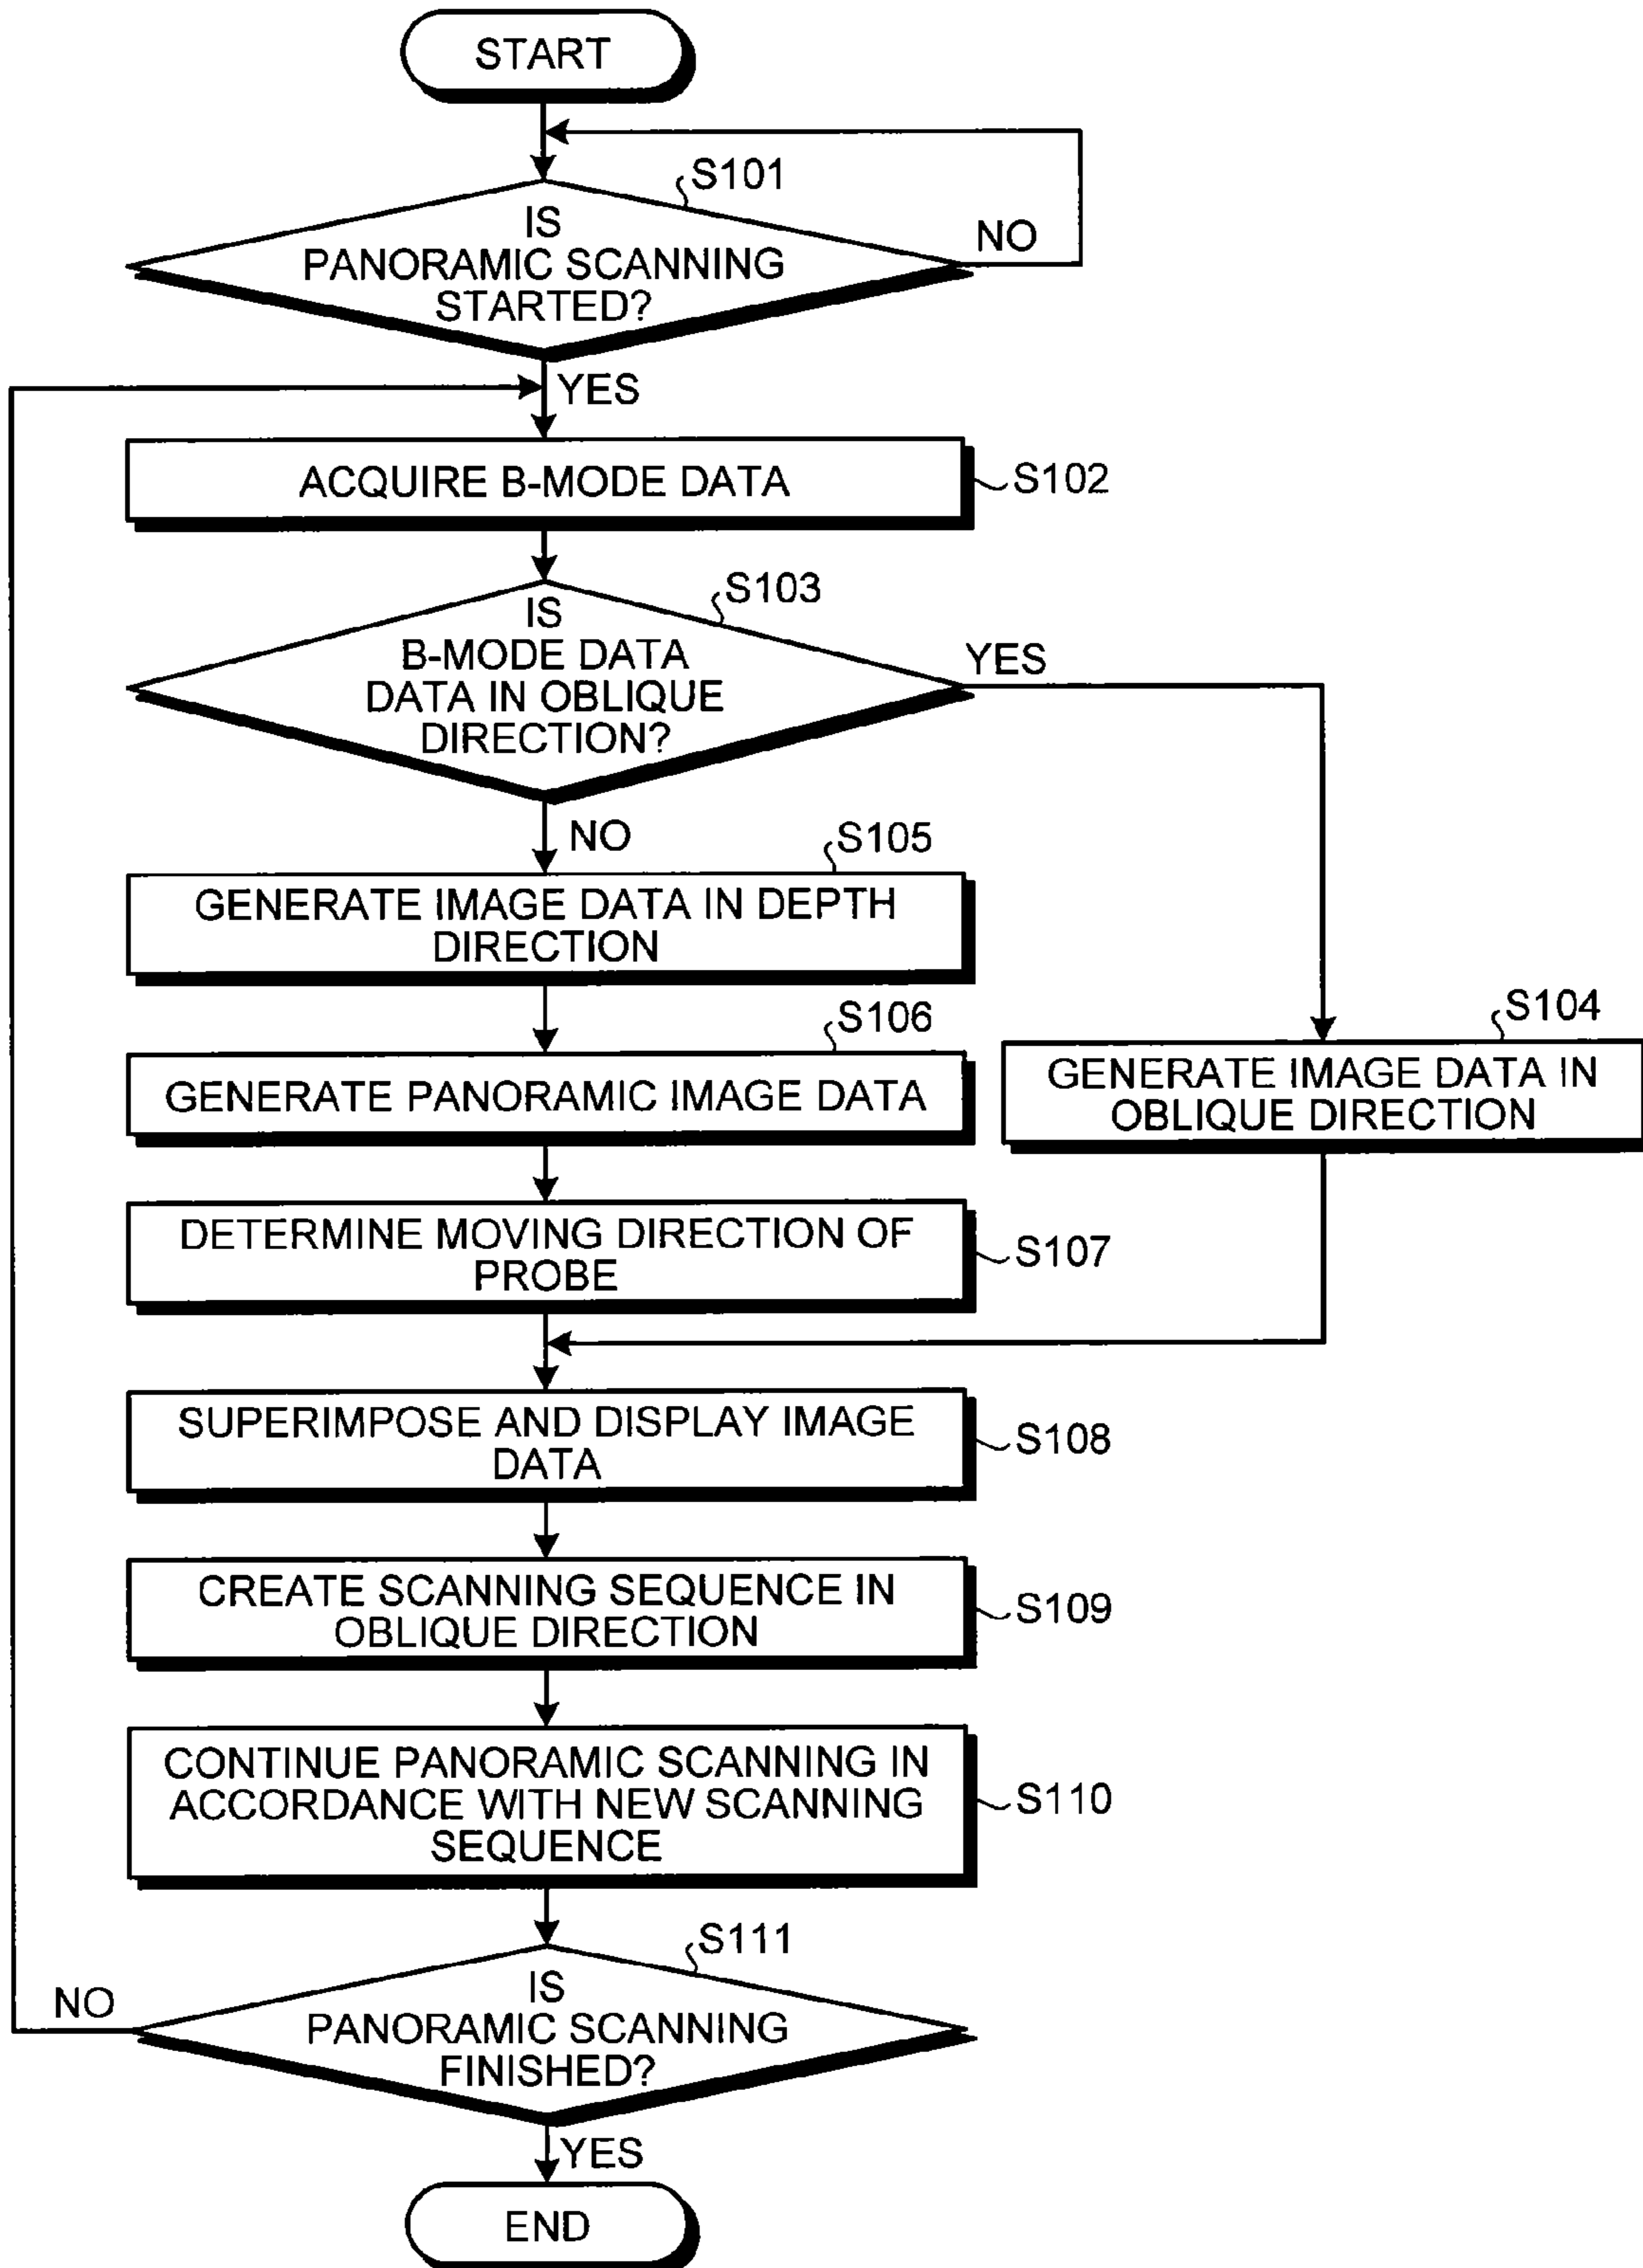 START
S101
IS
PANORAMIC SCANNING
STARTED?
NO
YES
ACQUIRE B-MODE DATA
S102
S103
IS
B-MODE DATA
DATA IN OBLIQUE
DIRECTION?
YES
NO
S105
GENERATE IMAGE DATA IN DEPTH
DIRECTION
S106
GENERATE PANORAMIC IMAGE DATA
S104
GENERATE IMAGE DATA IN
OBLIQUE DIRECTION
DETERMINE MOVING DIRECTION OF
PROBE
S107
SUPERIMPOSE AND DISPLAY IMAGE
DATA
S108
CREATE SCANNING SEQUENCE IN
OBLIQUE DIRECTION
S109
CONTINUE PANORAMIC SCANNING IN
ACCORDANCE WITH NEW SCANNING
SEQUENCE
S110
S111
IS
PANORAMIC SCANNING
FINISHED?
NO
YES
END